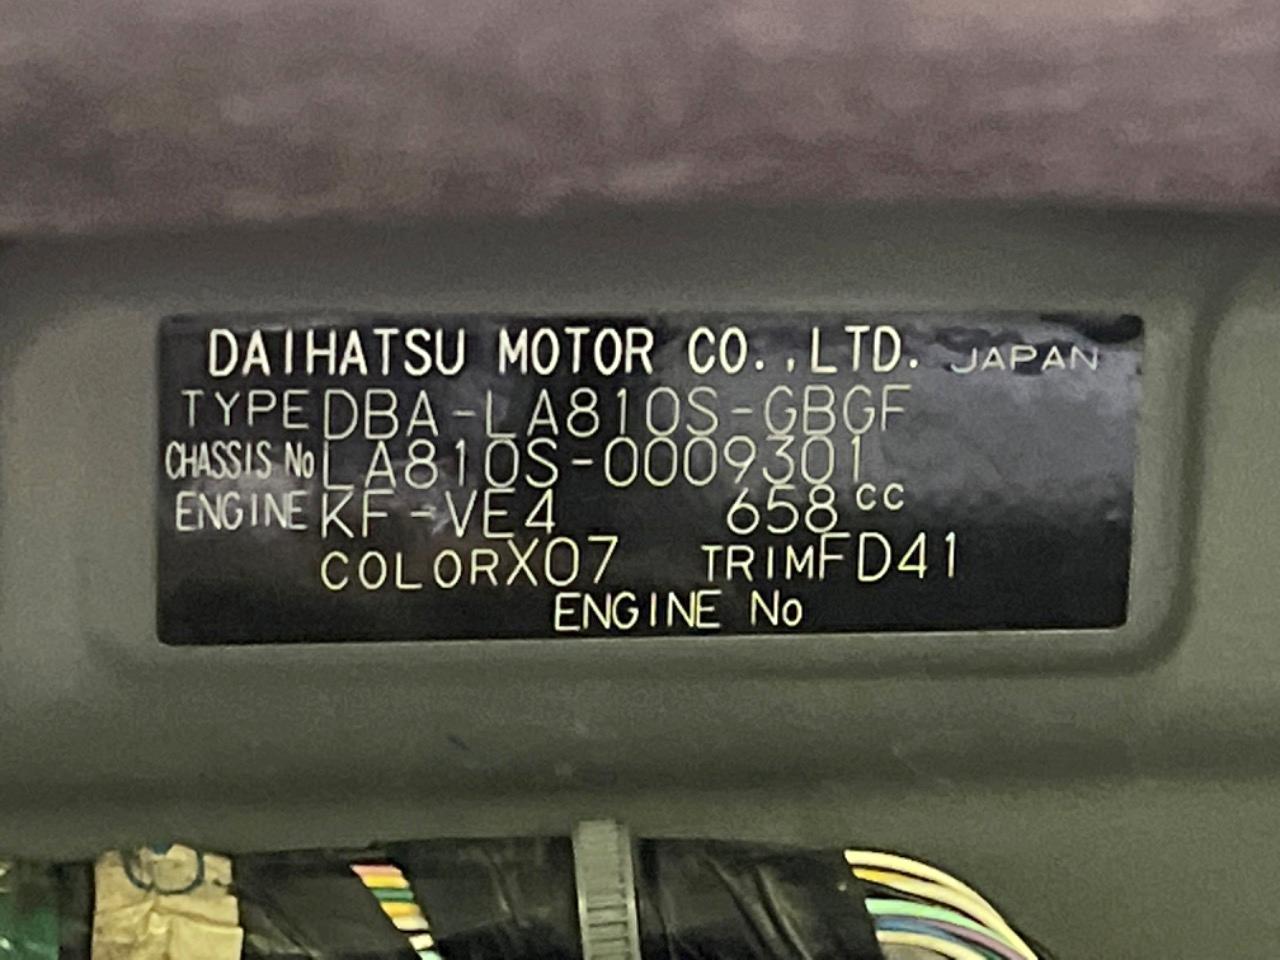 DAIHATSU MOTOR CO.,LTD. JAPAN
TYPE DBA-LA810S-GBGF
CHASSIS No LA810S-0009301
ENGINE KF-VE4 658cc
COLOR X07 TRIM FD41
ENGINE No